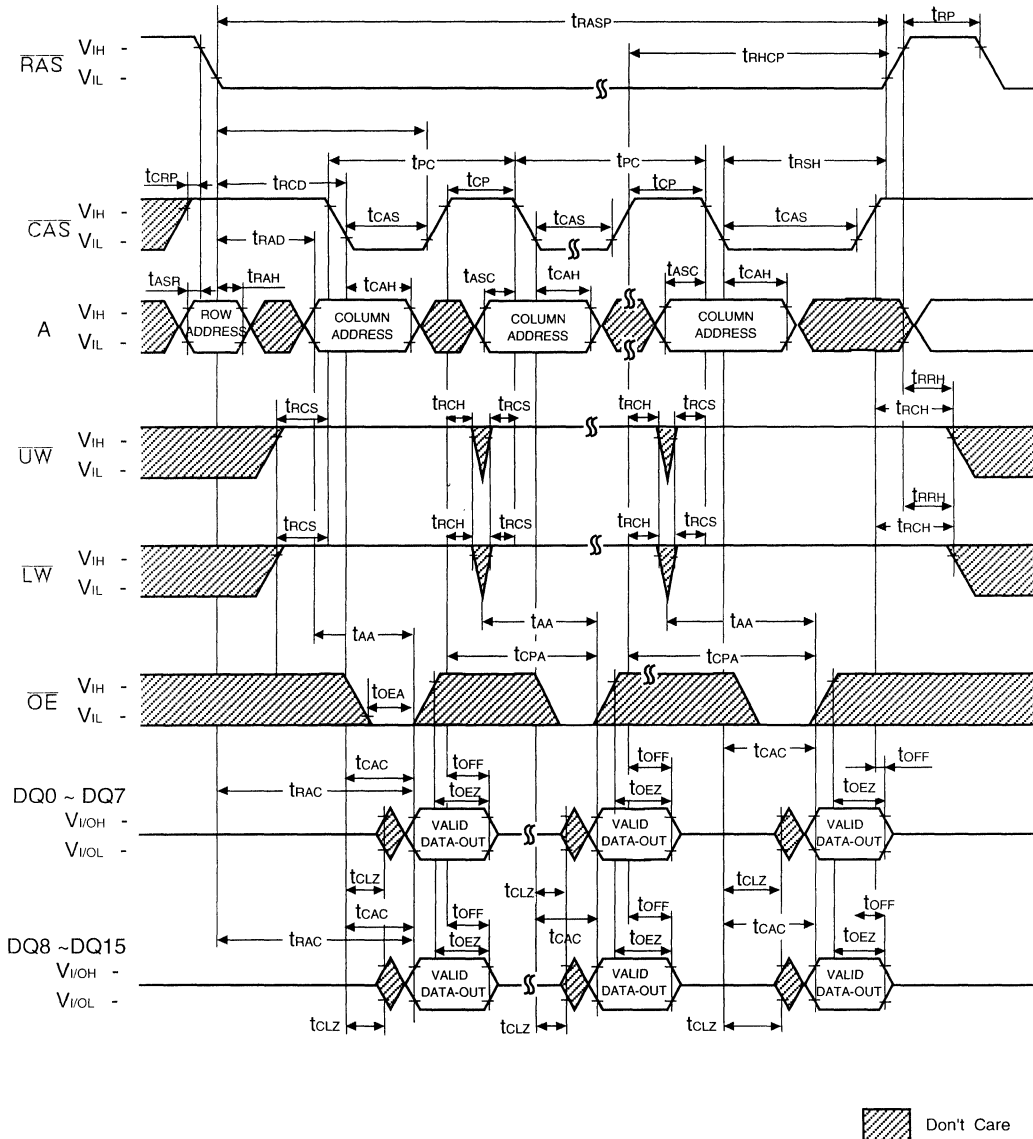 tRASP
tRP
RAS
VIH -
VIL -
tRHCP
tCRP
tRCD
tPC
tPC
tRSH
tCP
tCP
CAS
VIH -
VIL -
tRAD
tCAS
tCAS
tCAS
tASR
tRAH
tCAH
tASC
tCAH
tASC
tCAH
A
VIH -
VIL -
ROW ADDRESS
COLUMN ADDRESS
COLUMN ADDRESS
COLUMN ADDRESS
tRRH
tRCS
tRCH
tRCS
tRCH
tRCS
tRCH
UW
VIH -
VIL -
tRRH
tRCS
tRCH
tRCS
tRCH
tRCS
tRCH
LW
VIH -
VIL -
tAA
tAA
tAA
tCPA
tCPA
OE
VIH -
VIL -
tOEA
tCAC
tCAC
tOFF
tOFF
tOFF
tRAC
tOEZ
tOEZ
tOEZ
DQ0 ~ DQ7
VI/OH -
VI/OL -
VALID DATA-OUT
VALID DATA-OUT
VALID DATA-OUT
tCLZ
tCLZ
tCLZ
tCAC
tOFF
tCAC
tOFF
tCAC
tOFF
tRAC
tOEZ
tOEZ
tOEZ
DQ8 ~DQ15
VI/OH -
VI/OL -
VALID DATA-OUT
VALID DATA-OUT
VALID DATA-OUT
tCLZ
tCLZ
tCLZ
Don't Care